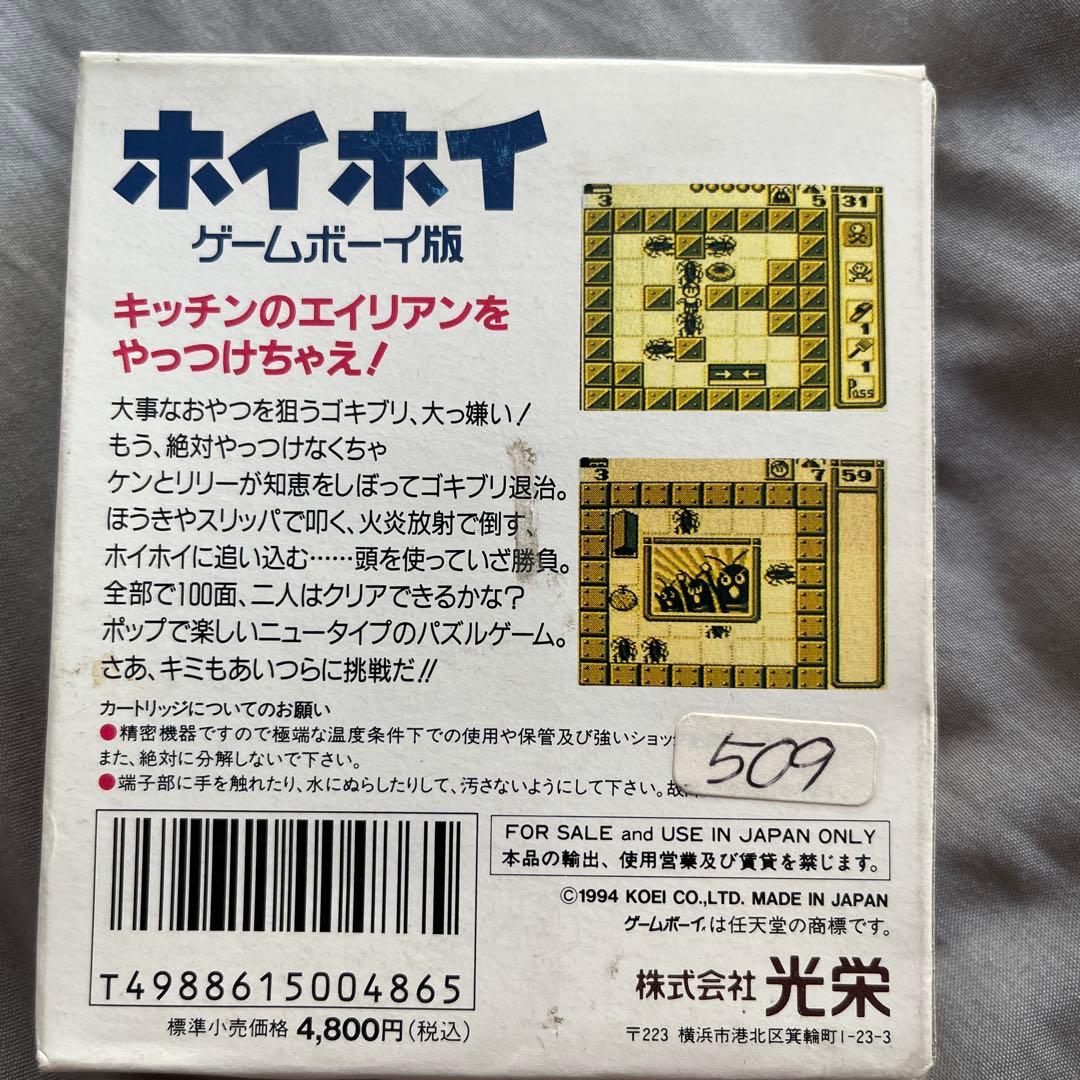 ホイホイ
ゲームボーイ版
キッチンのエイリアンを
やっつけちゃえ！
大事なおやつを狙うゴキブリ、大っ嫌い！
もう、絶対やっつけなくちゃ
ケンとリリーが知恵をしぼってゴキブリ退治。
ほうきやスリッパで叩く、火炎放射で倒す、
ホイホイに追い込む……頭を使っていざ勝負。
全部で100面、二人はクリアできるかな？
ポップで楽しいニュータイプのパズルゲーム。
さあ、キミもあいつらに挑戦だ!!
3 5 31
1
1
Pass
3 7 59
カートリッジについてのお願い
●精密機器ですので極端な温度条件下での使用や保管及び強いショッ
また、絶対に分解しないで下さい。
●端子部に手を触れたり、水にぬらしたりして、汚さないようにして下さい。故
509
T4988615004865
標準小売価格 4,800円(税込)
FOR SALE and USE IN JAPAN ONLY
本品の輸出、使用営業及び賃貸を禁じます。
©1994 KOEI CO.,LTD. MADE IN JAPAN
ゲームボーイは任天堂の商標です。
株式会社 光栄
〒223 横浜市港北区箕輪町1-23-3